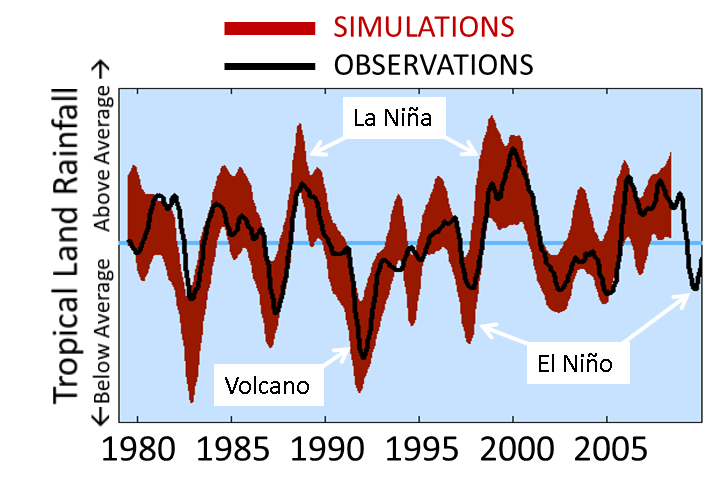 SIMULATIONS
OBSERVATIONS
Tropical Land Rainfall
←Below Average
Above Average →
La Niña
Volcano
El Niño
1980 1985 1990 1995 2000 2005